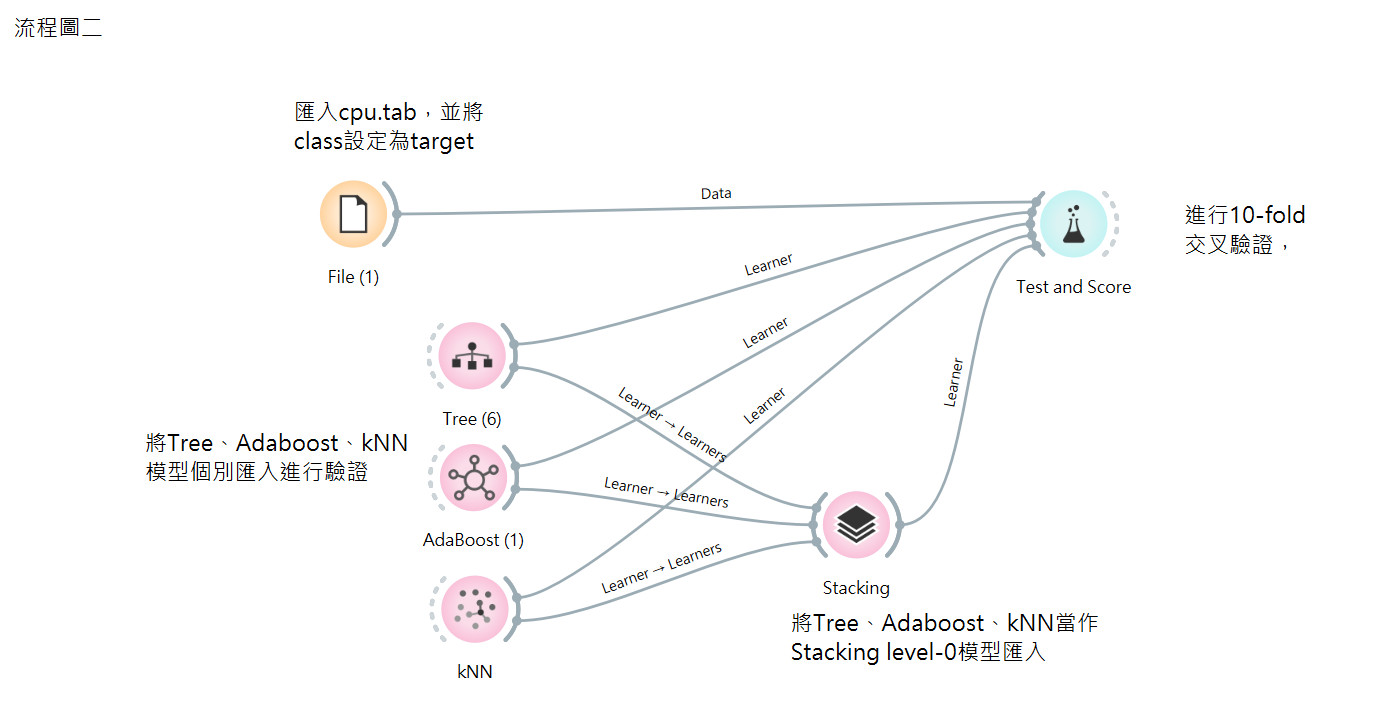 流程圖二
匯入cpu.tab，並將
class設定為target
Data
File (1)
進行10-fold
交叉驗證，
Test and Score
Learner
Learner
Learner
Learner
Tree (6)
Learner → Learners
將Tree、Adaboost、kNN
模型個別匯入進行驗證
Learner → Learners
AdaBoost (1)
Learner → Learners
Stacking
將Tree、Adaboost、kNN當作
Stacking level-0模型匯入
kNN